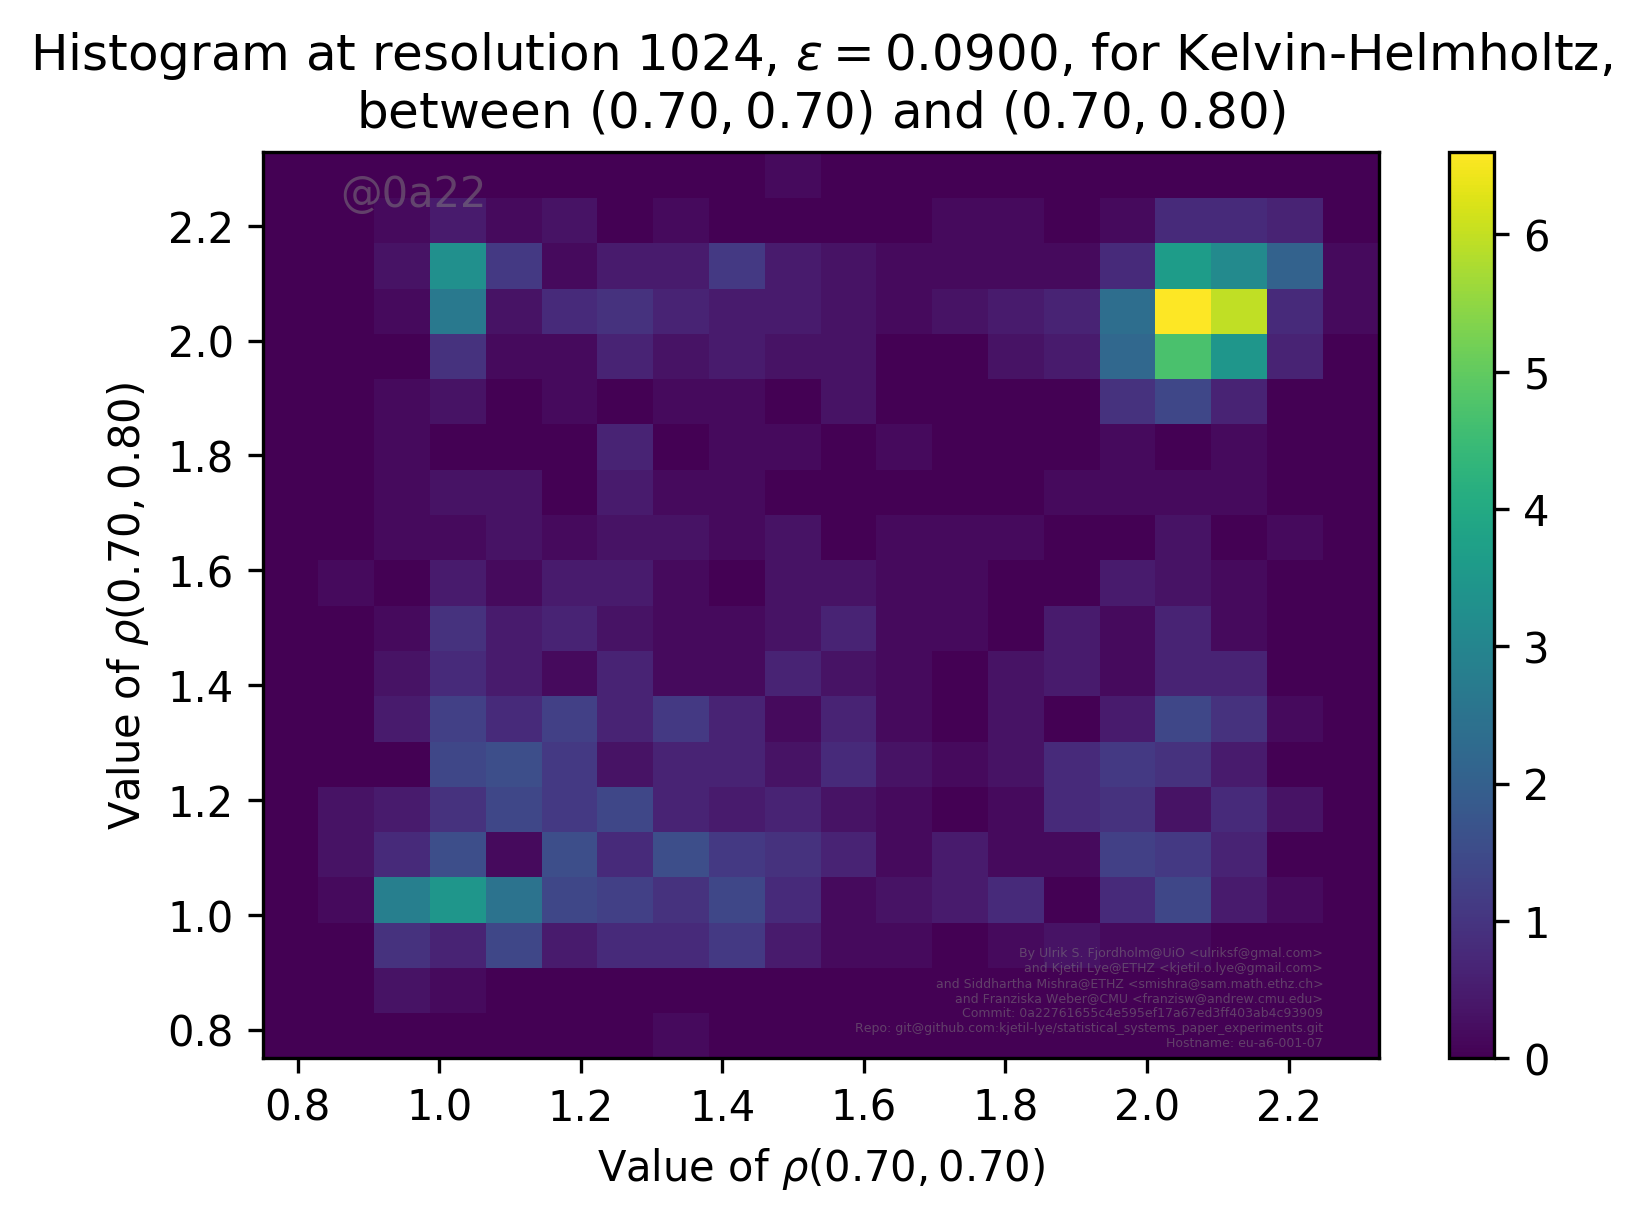 Histogram at resolution 1024, ε = 0.0900, for Kelvin-Helmholtz,
between (0.70, 0.70) and (0.70, 0.80)
@0a22
2.2
2.0
1.8
1.6
1.4
1.2
1.0
0.8
Value of ρ(0.70, 0.80)
0.8 1.0 1.2 1.4 1.6 1.8 2.0 2.2
Value of ρ(0.70, 0.70)
6
5
4
3
2
1
0
By Ulrik S. Fjordholm@UiO <ulriksf@gmal.com>
and Kjetil Lye@ETHZ <kjetil.o.lye@gmail.com>
and Siddhartha Mishra@ETHZ <smishra@sam.math.ethz.ch>
and Franziska Weber@CMU <franzisw@andrew.cmu.edu>
Commit: 0a22761655c4e595ef17a67ed3ff403ab4c93909
Repo: git@github.com:kjetil-lye/statistical_systems_paper_experiments.git
Hostname: eu-a6-001-07